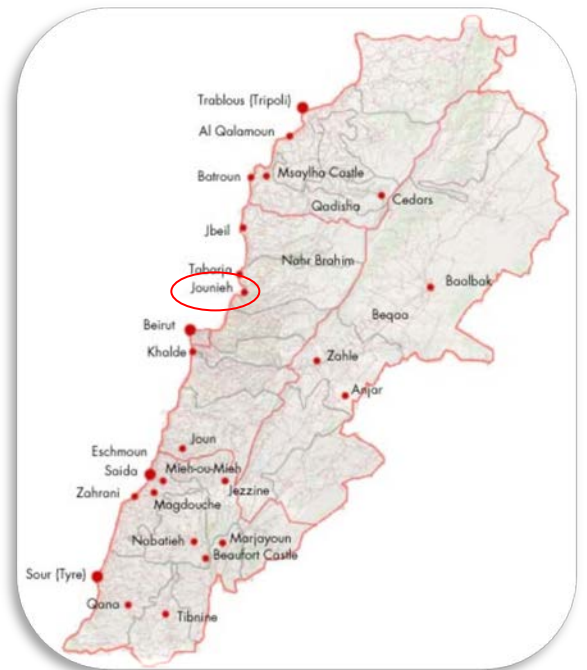 Trablous (Tripoli)
Al Qalamoun
Batroun
Msaylha Castle
Qadisha
Cedars
Jbeil
Nahr Brahim
Tabarja
Jounieh
Baalbak
Beqaa
Beirut
Khalde
Zahle
Anjar
Joun
Eschmoun
Saida
Mieh-ou-Mieh
Zahrani
Magdouche
Jezzine
Nabatieh
Marjayoun
Beaufort Castle
Sour (Tyre)
Qana
Tibnine